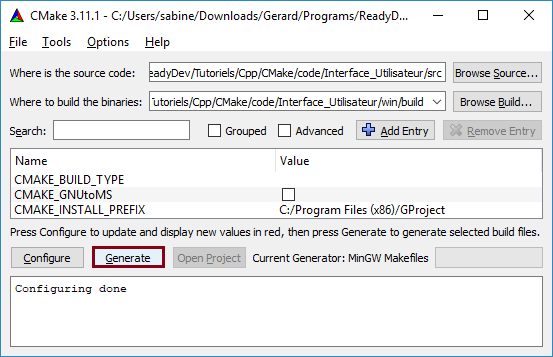 CMake 3.11.1 - C:/Users/sabine/Downloads/Gerard/Programs/ReadyD...
File Tools Options Help
Where is the source code: ReadyDev/Tutoriels/Cpp/CMake/code/Interface_Utilisateur/src Browse Source...
Where to build the binaries: Tutoriels/Cpp/CMake/code/Interface_Utilisateur/win/build Browse Build...
Search: Grouped Advanced Add Entry Remove Entry
Name Value
CMAKE_BUILD_TYPE
CMAKE_GNUtoMS
CMAKE_INSTALL_PREFIX C:/Program Files (x86)/GProject
Press Configure to update and display new values in red, then press Generate to generate selected build files.
Configure Generate Open Project Current Generator: MinGW Makefiles
Configuring done